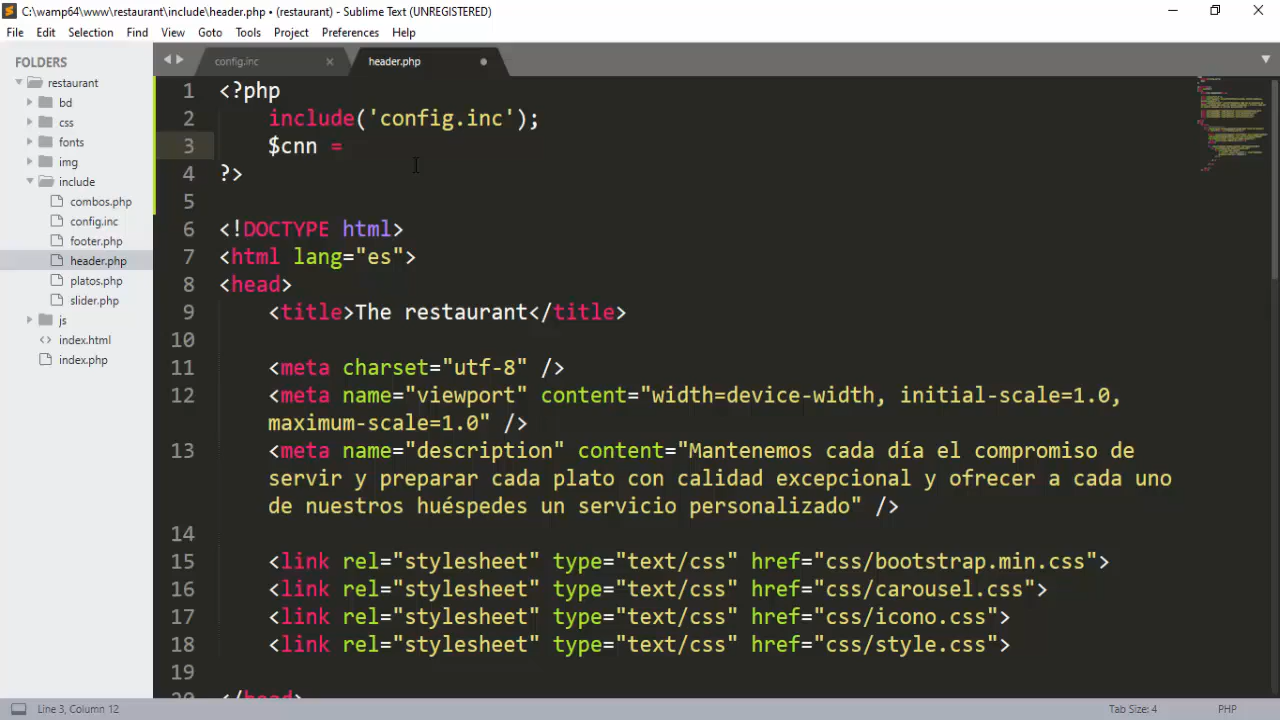 C:\wamp64\www\restaurant\include\header.php • (restaurant) - Sublime Text (UNREGISTERED)
File Edit Selection Find View Goto Tools Project Preferences Help
FOLDERS
restaurant
bd
css
fonts
img
include
combos.php
config.inc
footer.php
header.php
platos.php
slider.php
js
index.html
index.php
config.inc × header.php
1 <?php
2 include('config.inc');
3 $cnn =
4 ?>
5
6 <!DOCTYPE html>
7 <html lang="es">
8 <head>
9 <title>The restaurant</title>
10
11 <meta charset="utf-8" />
12 <meta name="viewport" content="width=device-width, initial-scale=1.0,
maximum-scale=1.0" />
13 <meta name="description" content="Mantenemos cada día el compromiso de
servir y preparar cada plato con calidad excepcional y ofrecer a cada uno
de nuestros huéspedes un servicio personalizado" />
14
15 <link rel="stylesheet" type="text/css" href="css/bootstrap.min.css">
16 <link rel="stylesheet" type="text/css" href="css/carousel.css">
17 <link rel="stylesheet" type="text/css" href="css/icono.css">
18 <link rel="stylesheet" type="text/css" href="css/style.css">
19
20 </head>
Line 3, Column 12 Tab Size: 4 PHP